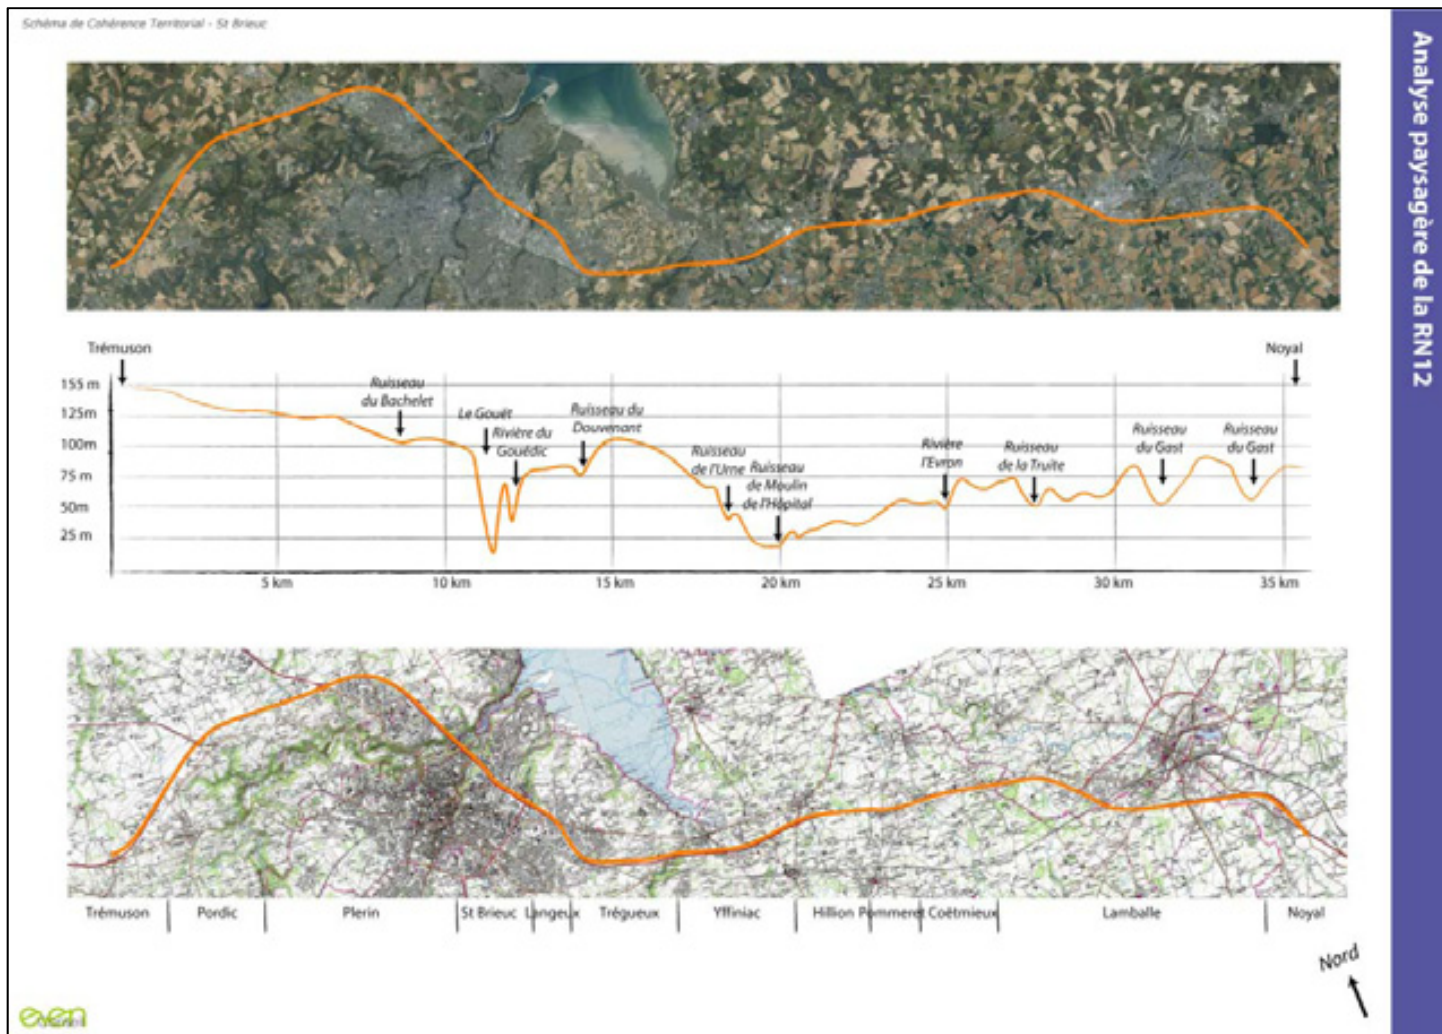 Schéma de Cohérence Territorial - St Brieuc
Analyse paysagère de la RN12
Trémuson
Noyal
155 m
125m
100m
75 m
50m
25 m
Ruisseau
du Bachelet
Le Gouët
Rivière du
Gouédic
Ruisseau du
Douvenant
Ruisseau
de l'Urne
Ruisseau
de Moulin
de l'Hôpital
Rivière
l'Evron
Ruisseau
de la Truite
Ruisseau
du Gast
Ruisseau
du Gast
5 km
10 km
15 km
20 km
25 km
30 km
35 km
Trémuson
Pordic
Plerin
St Brieuc
Langeux
Trégueux
Yffiniac
Hillion
Pommeret
Coëtmieux
Lamballe
Noyal
Nord
even